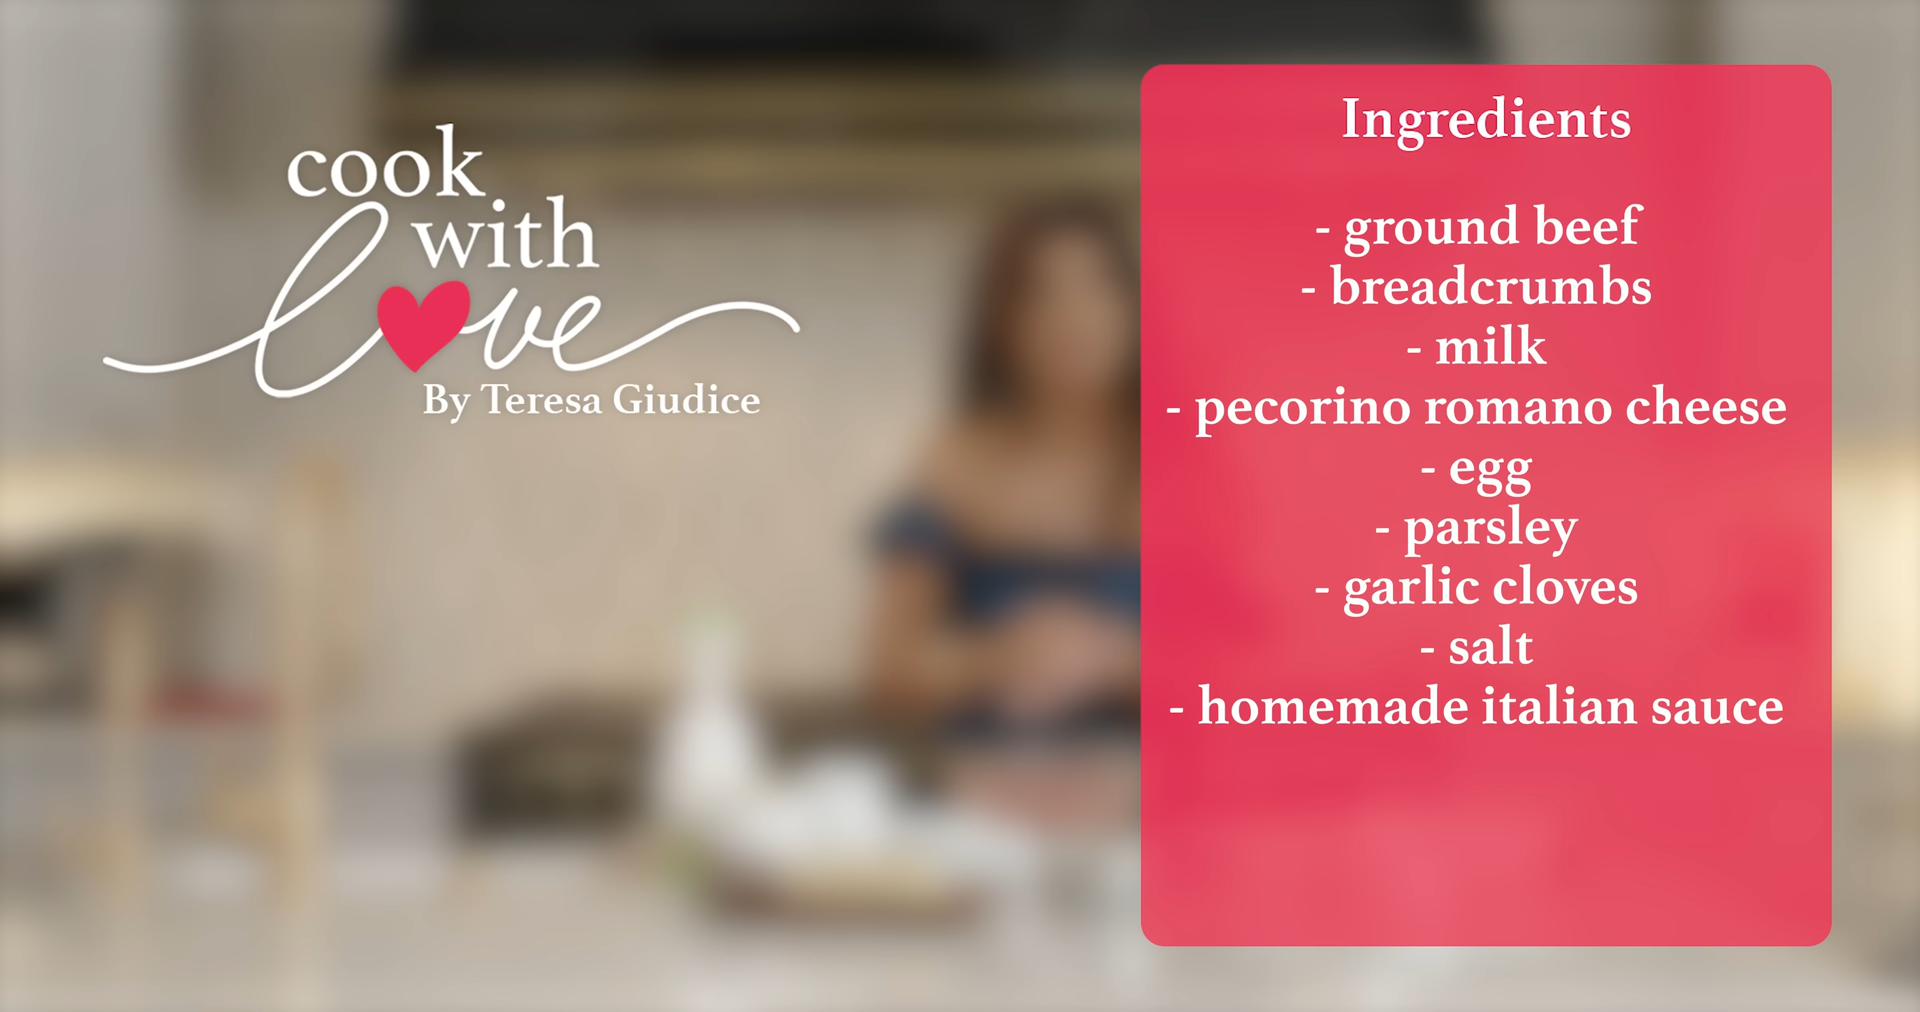 cook
with
love
By Teresa Giudice
Ingredients
- ground beef
- breadcrumbs
- milk
- pecorino romano cheese
- egg
- parsley
- garlic cloves
- salt
- homemade italian sauce